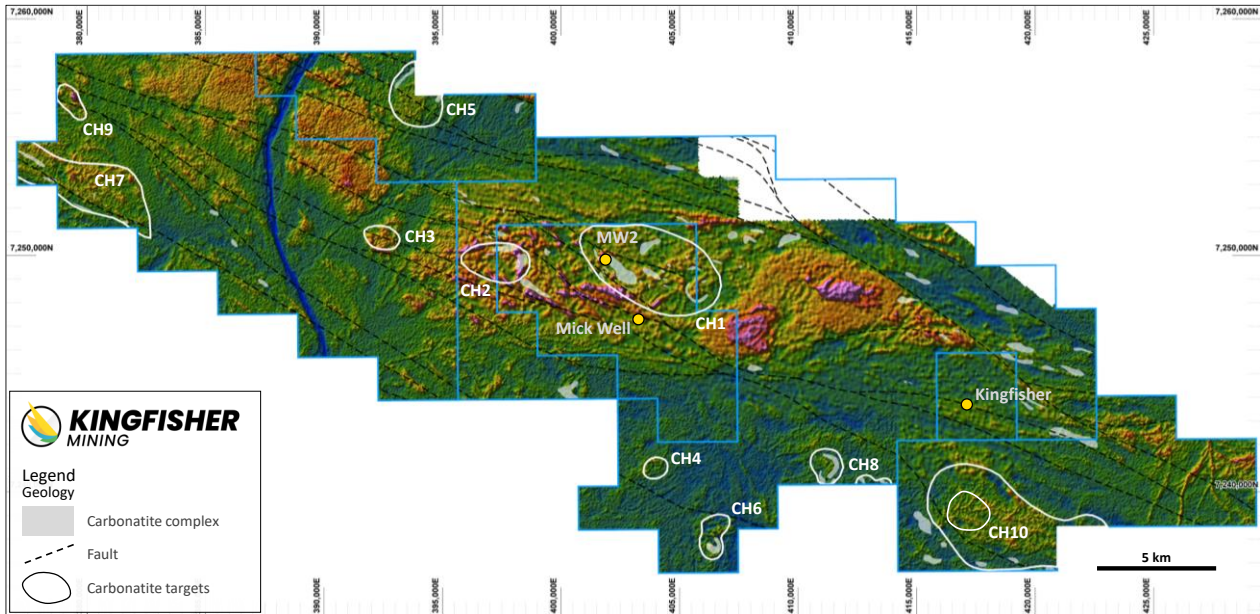 7,260,000N
7,260,000N
380,000E
385,000E
390,000E
395,000E
400,000E
405,000E
410,000E
415,000E
420,000E
425,000E
CH9
CH5
CH7
7,250,000N
CH3
MW2
7,250,000N
CH2
CH1
Mick Well
Kingfisher
CH4
CH8
7,240,000N
CH6
CH10
5 km
KINGFISHER
MINING
Legend
Geology
Carbonatite complex
Fault
Carbonatite targets
390,000E
395,000E
400,000E
405,000E
410,000E
415,000E
420,000E
425,000E